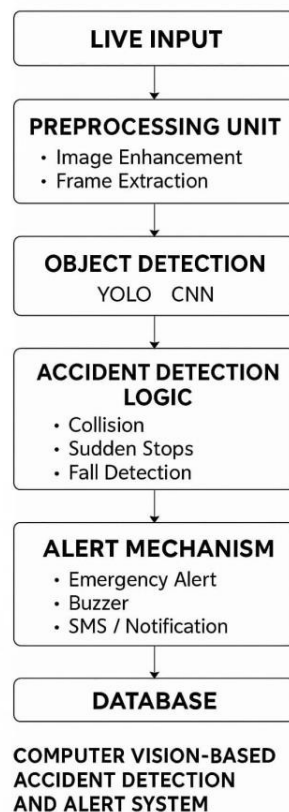 LIVE INPUT
PREPROCESSING UNIT
• Image Enhancement
• Frame Extraction
OBJECT DETECTION
YOLO CNN
ACCIDENT DETECTION
LOGIC
• Collision
• Sudden Stops
• Fall Detection
ALERT MECHANISM
• Emergency Alert
• Buzzer
• SMS / Notification
DATABASE
COMPUTER VISION-BASED
ACCIDENT DETECTION
AND ALERT SYSTEM